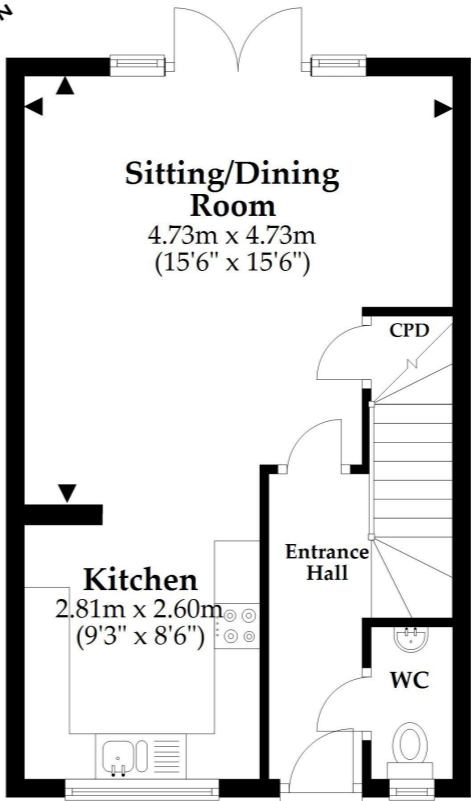 N
Sitting/Dining
Room
4.73m x 4.73m
(15'6" x 15'6")
CPD
N
Entrance
Hall
Kitchen
2.81m x 2.60m
(9'3" x 8'6")
WC